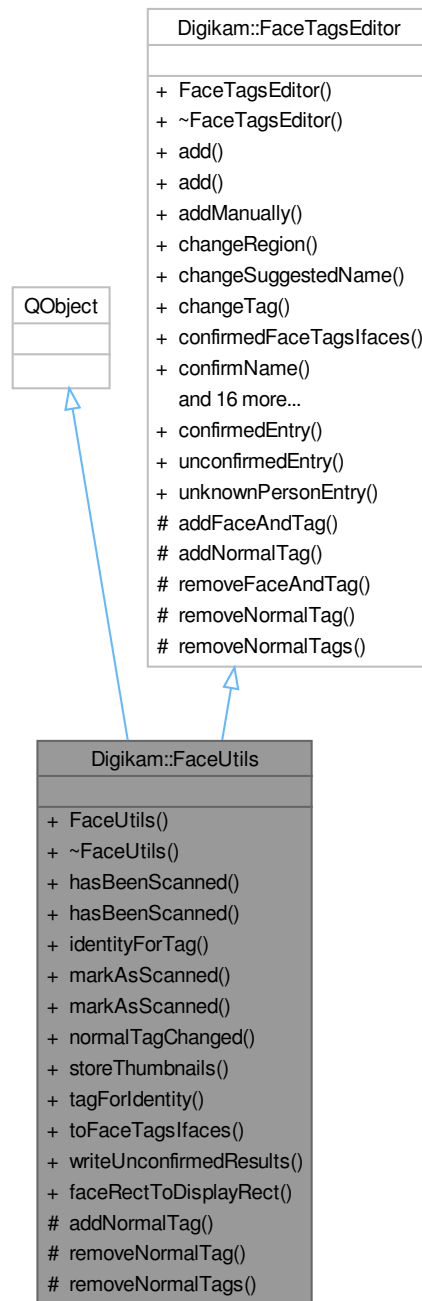 Digikam::FaceTagsEditor
+ FaceTagsEditor()
+ ~FaceTagsEditor()
+ add()
+ add()
+ addManually()
+ changeRegion()
+ changeSuggestedName()
+ changeTag()
+ confirmedFaceTagsIfaces()
+ confirmName()
and 16 more...
+ confirmedEntry()
+ unconfirmedEntry()
+ unknownPersonEntry()
# addFaceAndTag()
# addNormalTag()
# removeFaceAndTag()
# removeNormalTag()
# removeNormalTags()
QObject
Digikam::FaceUtils
+ FaceUtils()
+ ~FaceUtils()
+ hasBeenScanned()
+ hasBeenScanned()
+ identityForTag()
+ markAsScanned()
+ markAsScanned()
+ normalTagChanged()
+ storeThumbnails()
+ tagForIdentity()
+ toFaceTagsIfaces()
+ writeUnconfirmedResults()
+ faceRectToDisplayRect()
# addNormalTag()
# removeNormalTag()
# removeNormalTags()